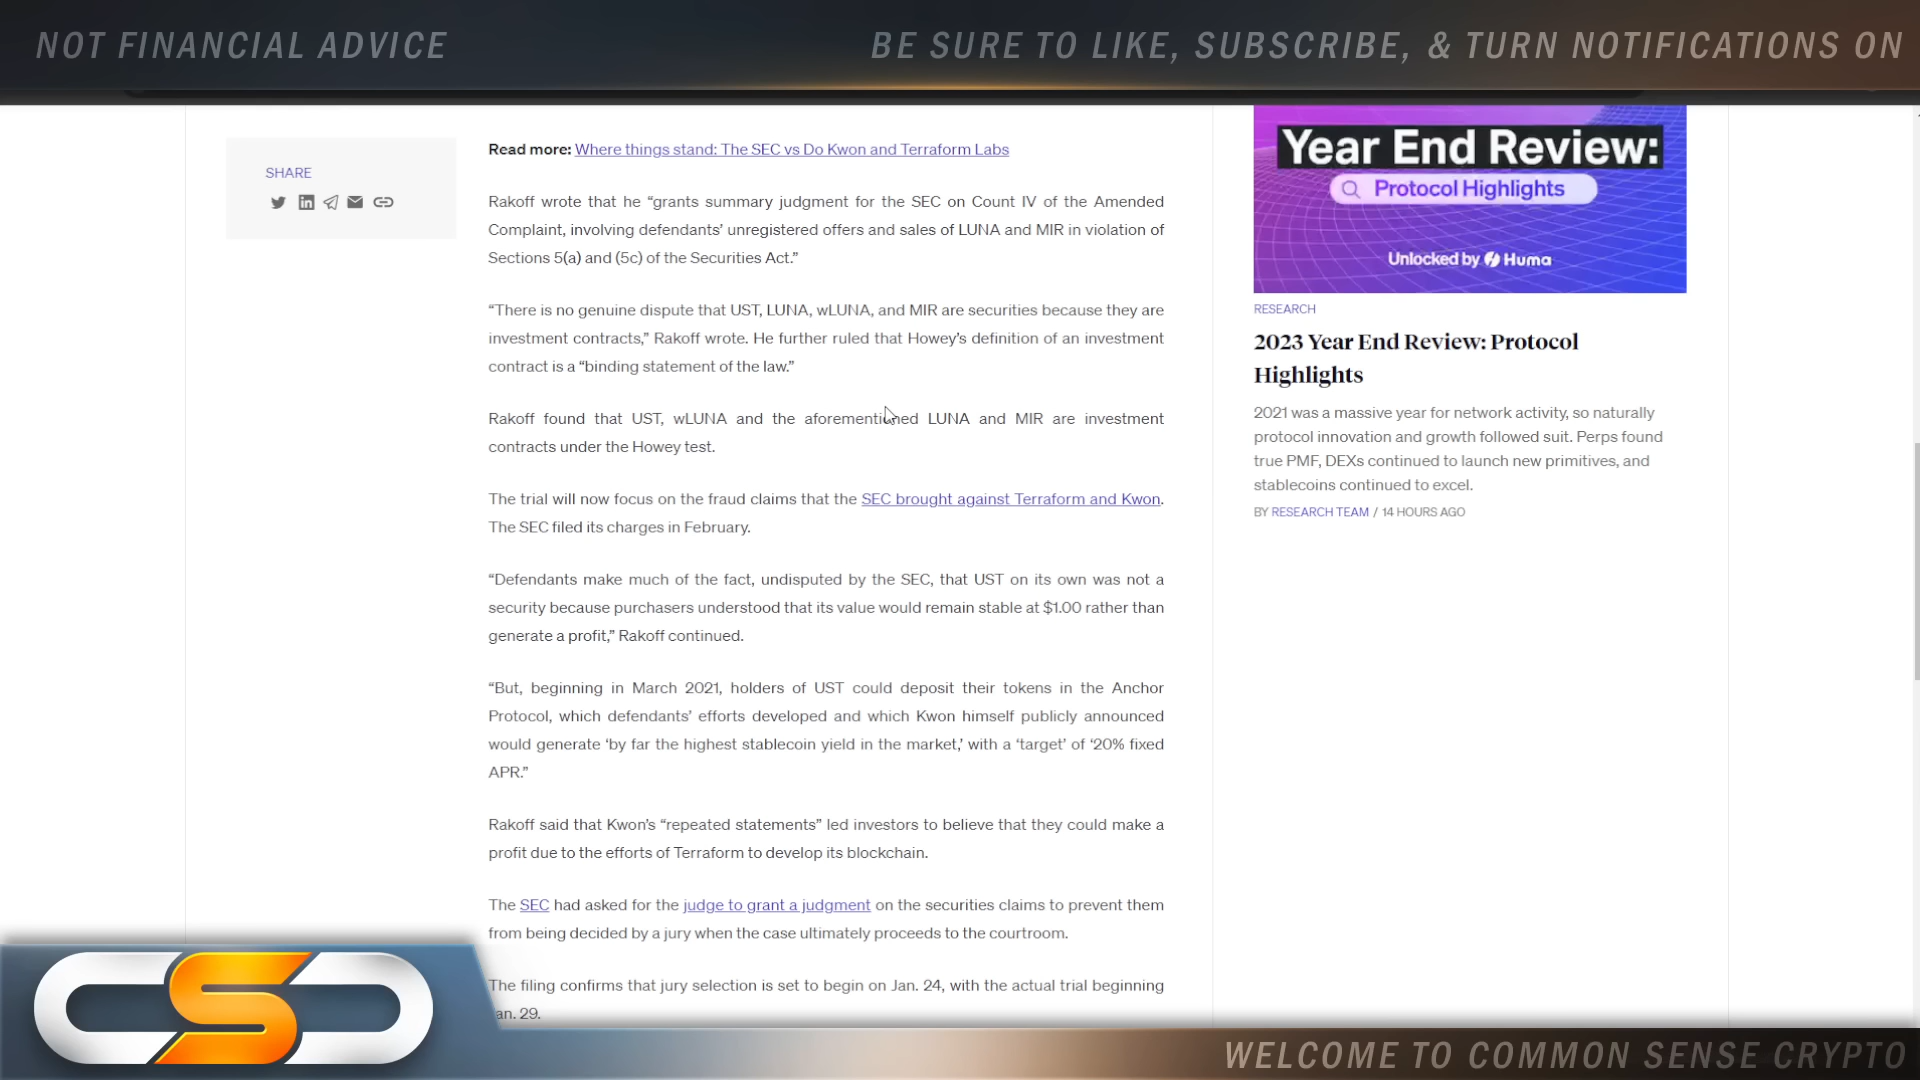 NOT FINANCIAL ADVICE
BE SURE TO LIKE, SUBSCRIBE, & TURN NOTIFICATIONS ON
SHARE
Read more: Where things stand: The SEC vs Do Kwon and Terraform Labs
Rakoff wrote that he “grants summary judgment for the SEC on Count IV of the Amended
Complaint, involving defendants’ unregistered offers and sales of LUNA and MIR in violation of
Sections 5(a) and (5c) of the Securities Act.”
“There is no genuine dispute that UST, LUNA, wLUNA, and MIR are securities because they are
investment contracts,” Rakoff wrote. He further ruled that Howey’s definition of an investment
contract is a “binding statement of the law.”
Rakoff found that UST, wLUNA and the aforementioned LUNA and MIR are investment
contracts under the Howey test.
The trial will now focus on the fraud claims that the SEC brought against Terraform and Kwon.
The SEC filed its charges in February.
“Defendants make much of the fact, undisputed by the SEC, that UST on its own was not a
security because purchasers understood that its value would remain stable at $1.00 rather than
generate a profit,” Rakoff continued.
“But, beginning in March 2021, holders of UST could deposit their tokens in the Anchor
Protocol, which defendants’ efforts developed and which Kwon himself publicly announced
would generate ‘by far the highest stablecoin yield in the market,’ with a ‘target’ of ‘20% fixed
APR.”
Rakoff said that Kwon’s “repeated statements” led investors to believe that they could make a
profit due to the efforts of Terraform to develop its blockchain.
The SEC had asked for the judge to grant a judgment on the securities claims to prevent them
from being decided by a jury when the case ultimately proceeds to the courtroom.
The filing confirms that jury selection is set to begin on Jan. 24, with the actual trial beginning
an. 29.
Year End Review:
Protocol Highlights
Unlocked by Huma
RESEARCH
2023 Year End Review: Protocol
Highlights
2021 was a massive year for network activity, so naturally
protocol innovation and growth followed suit. Perps found
true PMF, DEXs continued to launch new primitives, and
stablecoins continued to excel.
BY RESEARCH TEAM / 14 HOURS AGO
CSC
WELCOME TO COMMON SENSE CRYPTO